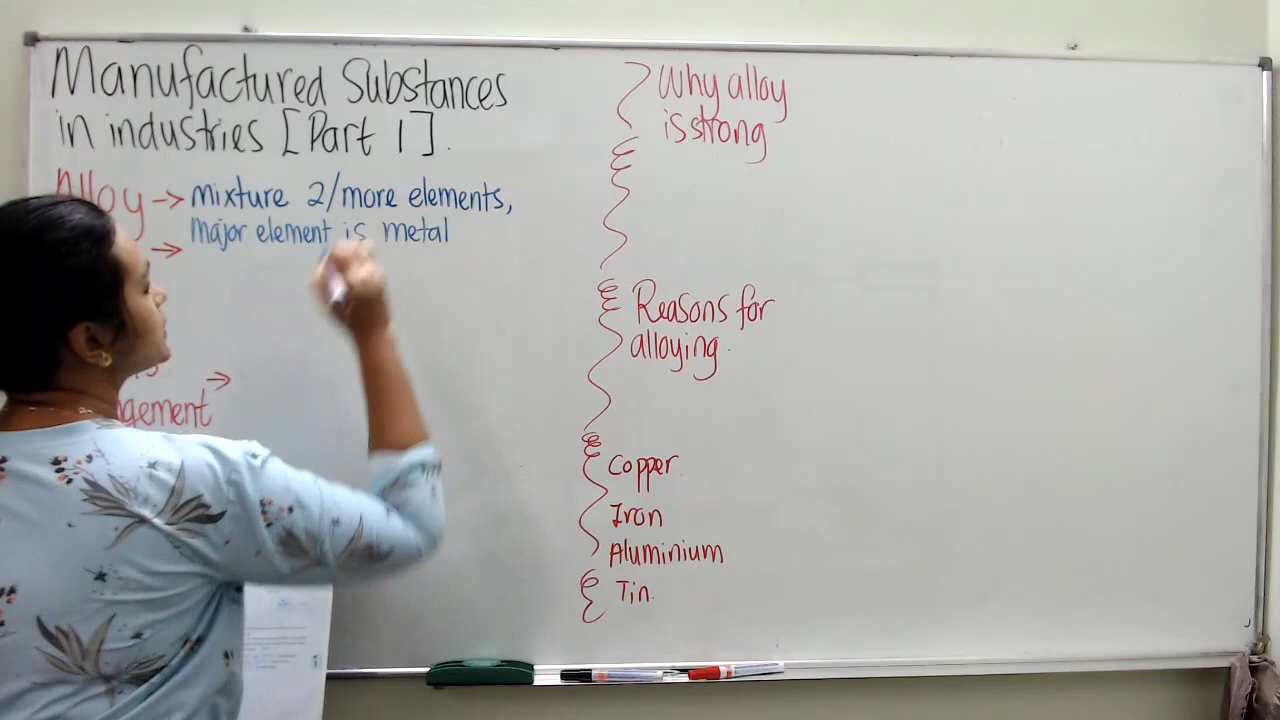 Manufactured Substances
in industries [Part 1].
Alloy → mixture 2/more elements,
major element is metal
→
→
Why alloy
is strong
Reasons for
alloying.
Copper
Iron
Aluminium
Tin.